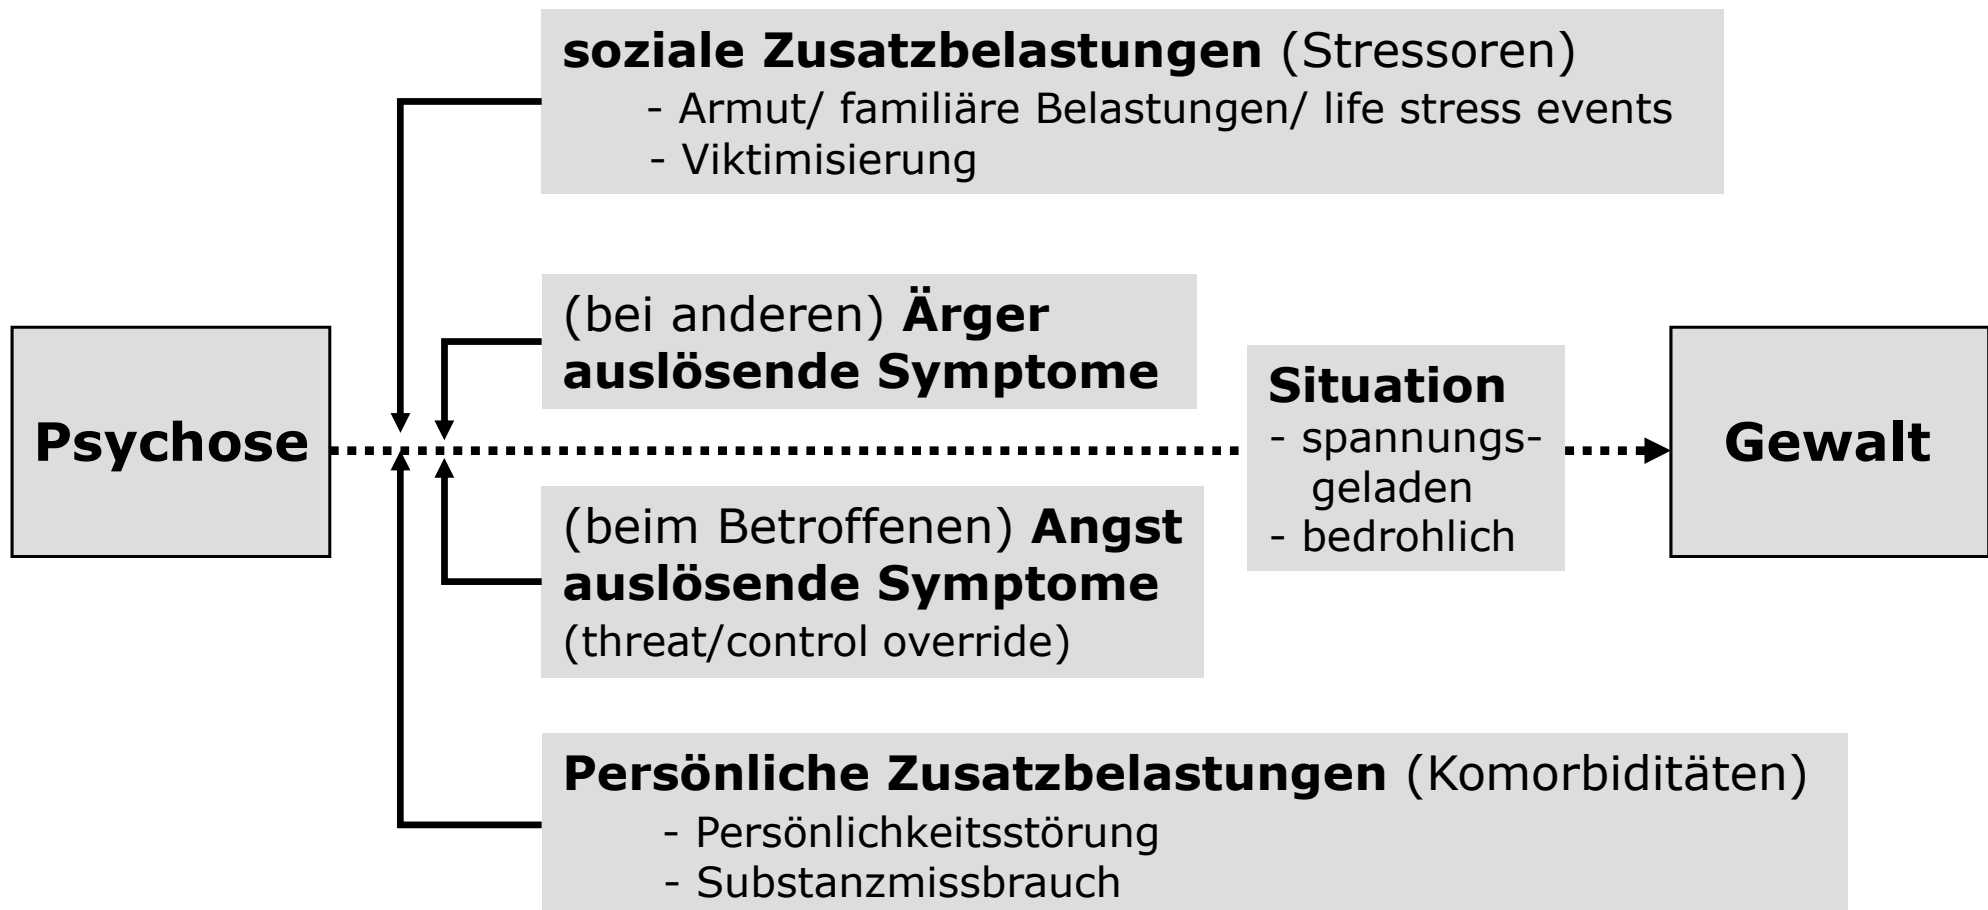 soziale Zusatzbelastungen (Stressoren)
- Armut/ familiäre Belastungen/ life stress events
- Viktimisierung
(bei anderen) Ärger
auslösende Symptome
Psychose
Situation
- spannungs-
geladen
- bedrohlich
Gewalt
(beim Betroffenen) Angst
auslösende Symptome
(threat/control override)
Persönliche Zusatzbelastungen (Komorbiditäten)
- Persönlichkeitsstörung
- Substanzmissbrauch